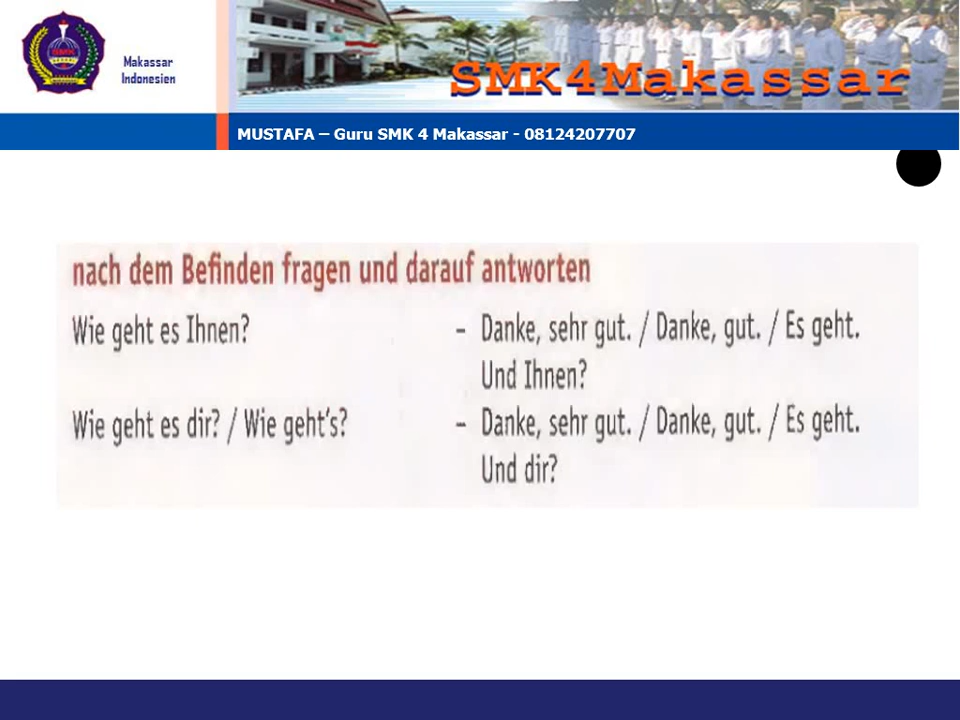 SMK
Makassar
Indonesien
SMK4Makassar
MUSTAFA – Guru SMK 4 Makassar - 08124207707
nach dem Befinden fragen und darauf antworten
Wie geht es Ihnen? – Danke, sehr gut. / Danke, gut. / Es geht.
Und Ihnen?
Wie geht es dir? / Wie geht's? – Danke, sehr gut. / Danke, gut. / Es geht.
Und dir?